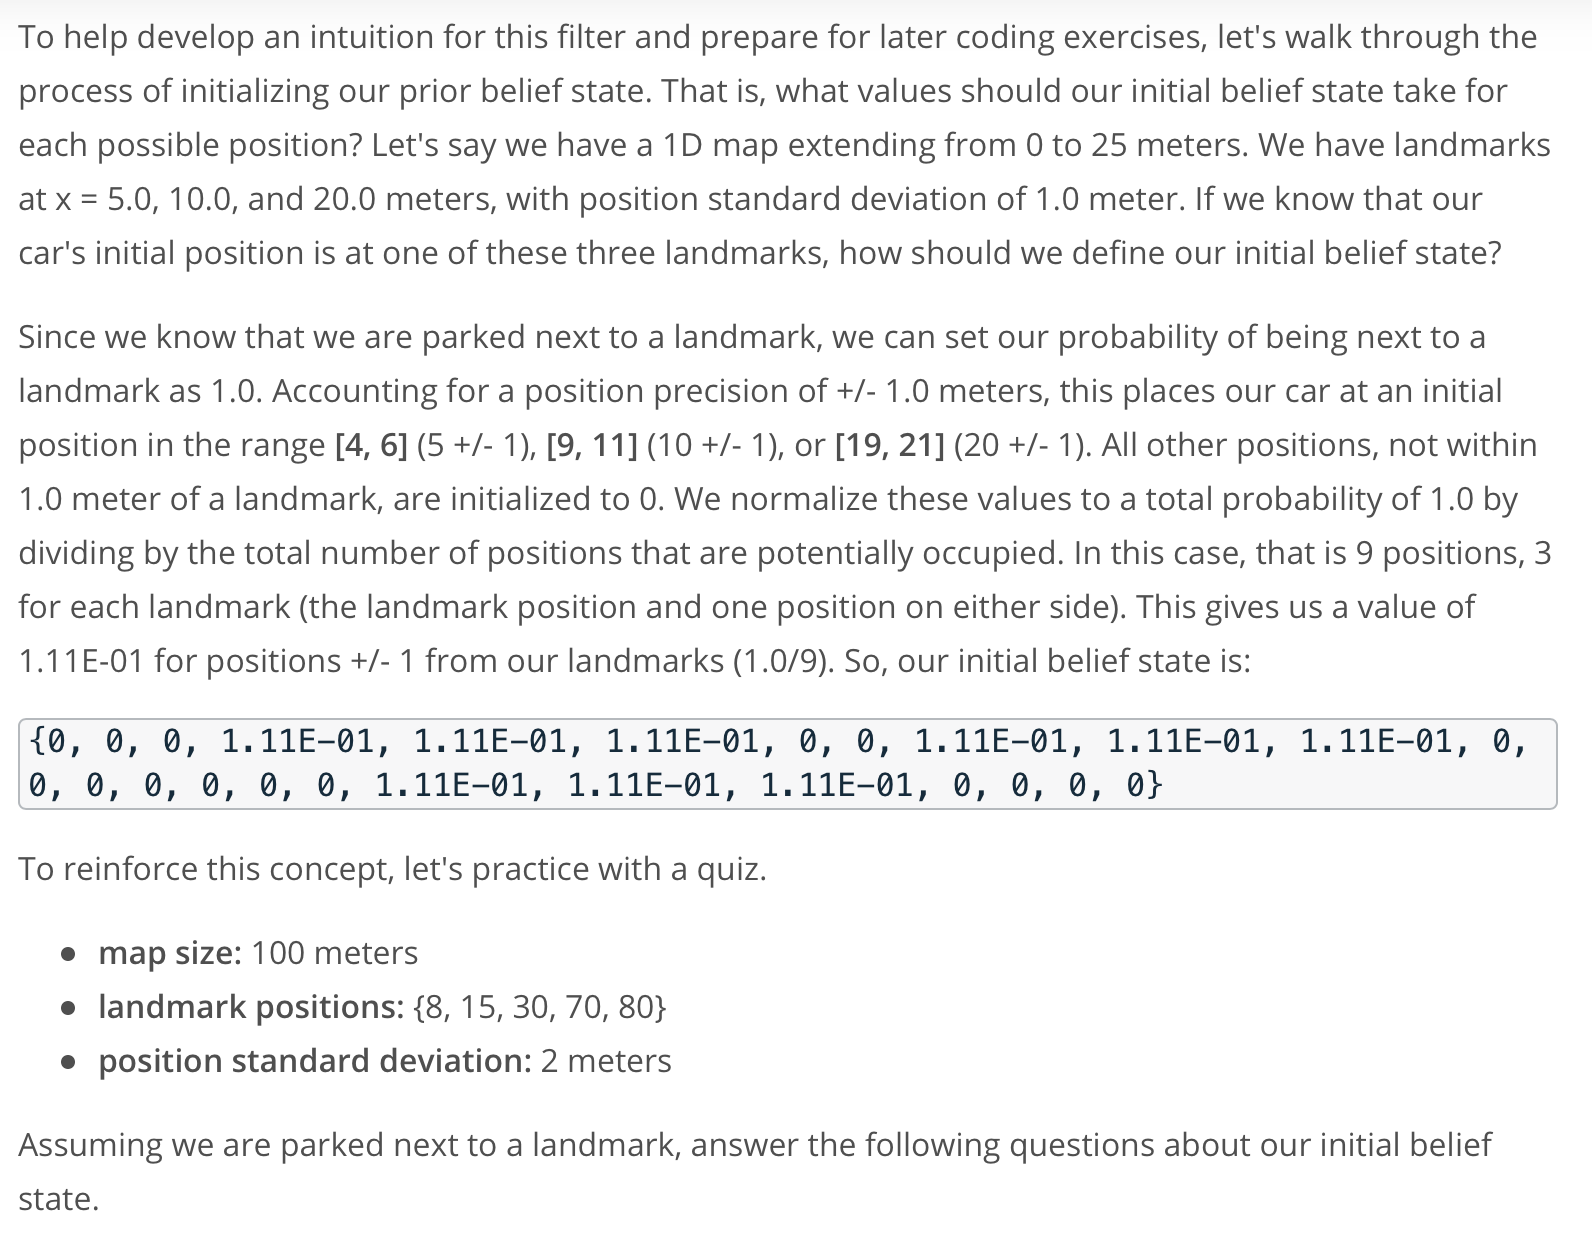 To help develop an intuition for this filter and prepare for later coding exercises, let's walk through the
process of initializing our prior belief state. That is, what values should our initial belief state take for
each possible position? Let's say we have a 1D map extending from 0 to 25 meters. We have landmarks
at x = 5.0, 10.0, and 20.0 meters, with position standard deviation of 1.0 meter. If we know that our
car's initial position is at one of these three landmarks, how should we define our initial belief state?
Since we know that we are parked next to a landmark, we can set our probability of being next to a
landmark as 1.0. Accounting for a position precision of +/- 1.0 meters, this places our car at an initial
position in the range [4, 6] (5 +/- 1), [9, 11] (10 +/- 1), or [19, 21] (20 +/- 1). All other positions, not within
1.0 meter of a landmark, are initialized to 0. We normalize these values to a total probability of 1.0 by
dividing by the total number of positions that are potentially occupied. In this case, that is 9 positions, 3
for each landmark (the landmark position and one position on either side). This gives us a value of
1.11E-01 for positions +/- 1 from our landmarks (1.0/9). So, our initial belief state is:
{0, 0, 0, 1.11E-01, 1.11E-01, 1.11E-01, 0, 0, 1.11E-01, 1.11E-01, 1.11E-01, 0,
0, 0, 0, 0, 0, 0, 1.11E-01, 1.11E-01, 1.11E-01, 0, 0, 0, 0}
To reinforce this concept, let's practice with a quiz.
• map size: 100 meters
• landmark positions: {8, 15, 30, 70, 80}
• position standard deviation: 2 meters
Assuming we are parked next to a landmark, answer the following questions about our initial belief
state.